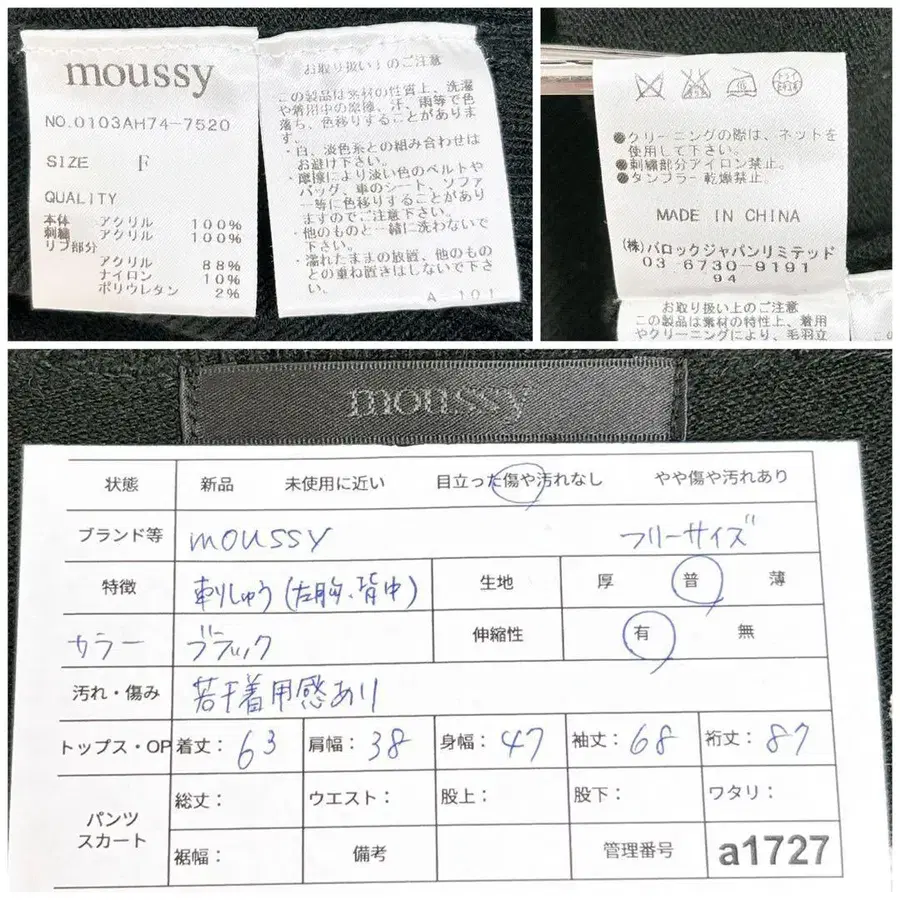 moussy
NO.0103AH74-7520
SIZE F
QUALITY
本体 アクリル 100%
刺繍 アクリル 100%
リブ部分
アクリル 88%
ナイロン 10%
ポリウレタン 2%
お取り扱い上のご注意
この製品は素材の性質上、洗濯
や着用中の摩擦、汗、雨等で色
落ち、色移りすることがありま
す。
・白、淡色系との組み合わせは
お避け下さい。
・摩擦により淡い色のベルトや
バッグ、車のシート、ソファ
ー等に色移りすることがあり
ますのでご注意下さい。
・他のものと一緒に洗わないで
下さい。
・濡れたままの放置、他のもの
との重ね置きはしないで下さ
い。
A 101
●クリーニングの際は、ネットを
使用して下さい。
●刺繍部分アイロン禁止。
●タンブラー乾燥禁止。
MADE IN CHINA
(株)バロックジャパンリミテッド
03 6730-9191
94
お取り扱い上のご注意
この製品は素材の特性上、着用
やクリーニングにより、毛羽立
moussy
状態 新品 未使用に近い 目立った傷や汚れなし やや傷や汚れあり
ブランド等 moussy フリーサイズ
特徴 刺しゅう(左胸、背中) 生地 厚 普 薄
カラー ブラック 伸縮性 有 無
汚れ・傷み 若干着用感あり
トップス・OP 着丈: 63 肩幅: 38 身幅: 47 袖丈: 68 裄丈: 87
パンツ
スカート
総丈: ウエスト: 股上: 股下: ワタリ:
裾幅: 備考 管理番号 a1727